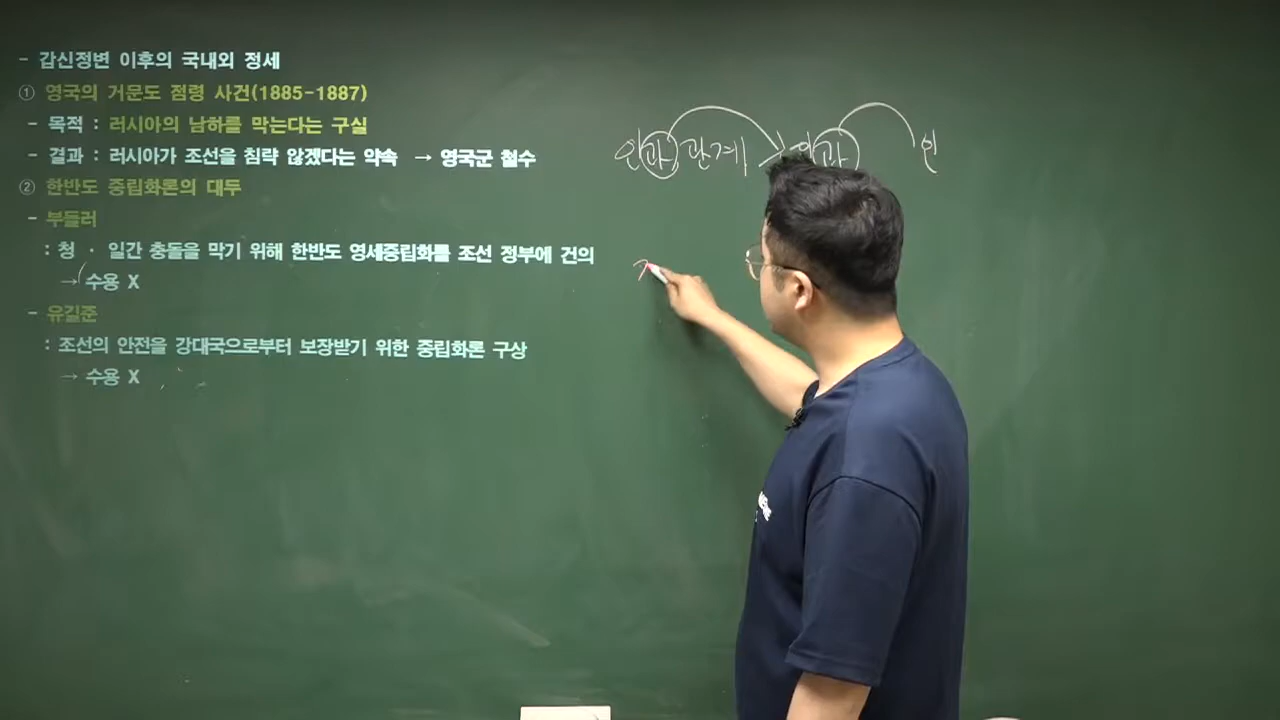 - 갑신정변 이후의 국내외 정세
① 영국의 거문도 점령 사건(1885-1887)
- 목적 : 러시아의 남하를 막는다는 구실
- 결과 : 러시아가 조선을 침략 않겠다는 약속 → 영국군 철수
② 한반도 중립화론의 대두
- 부들러
: 청 · 일간 충돌을 막기 위해 한반도 영세중립화를 조선 정부에 건의
→ 수용 X
- 유길준
: 조선의 안전을 강대국으로부터 보장받기 위한 중립화론 구상
→ 수용 X
인과 관계 → 과 인